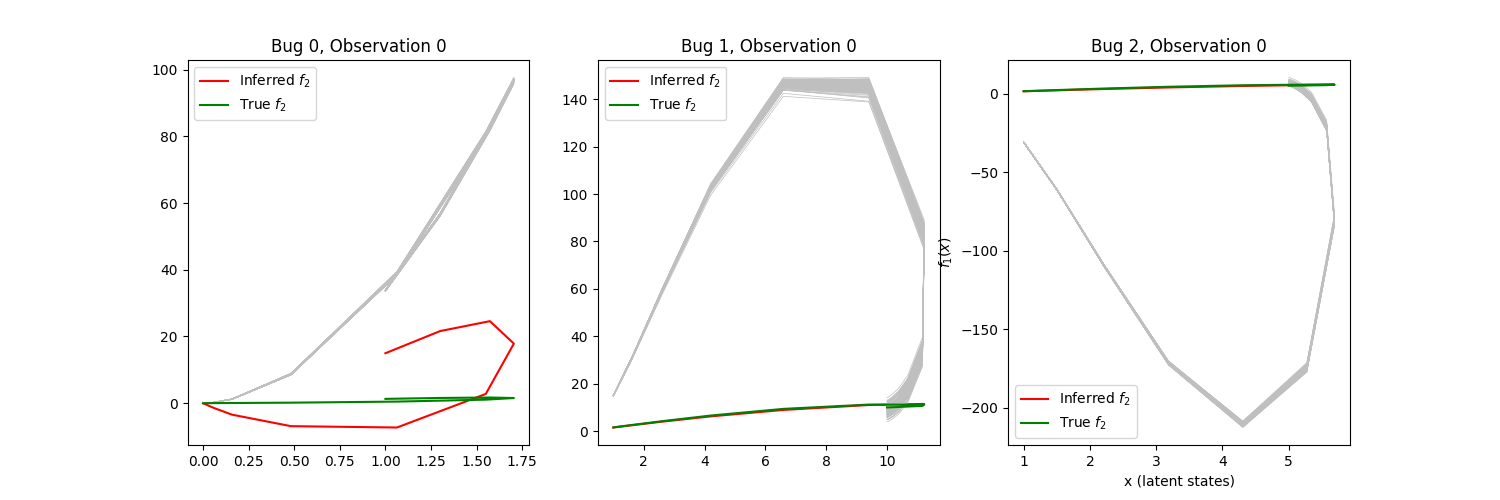 Bug 0, Observation 0
Inferred f₂
True f₂
100
80
60
40
20
0
0.00 0.25 0.50 0.75 1.00 1.25 1.50 1.75
Bug 1, Observation 0
Inferred f₂
True f₂
140
120
100
80
60
40
20
0
2 4 6 8 10
Bug 2, Observation 0
f₁(x)
0
−50
−100
−150
−200
Inferred f₂
True f₂
1 2 3 4 5
x (latent states)